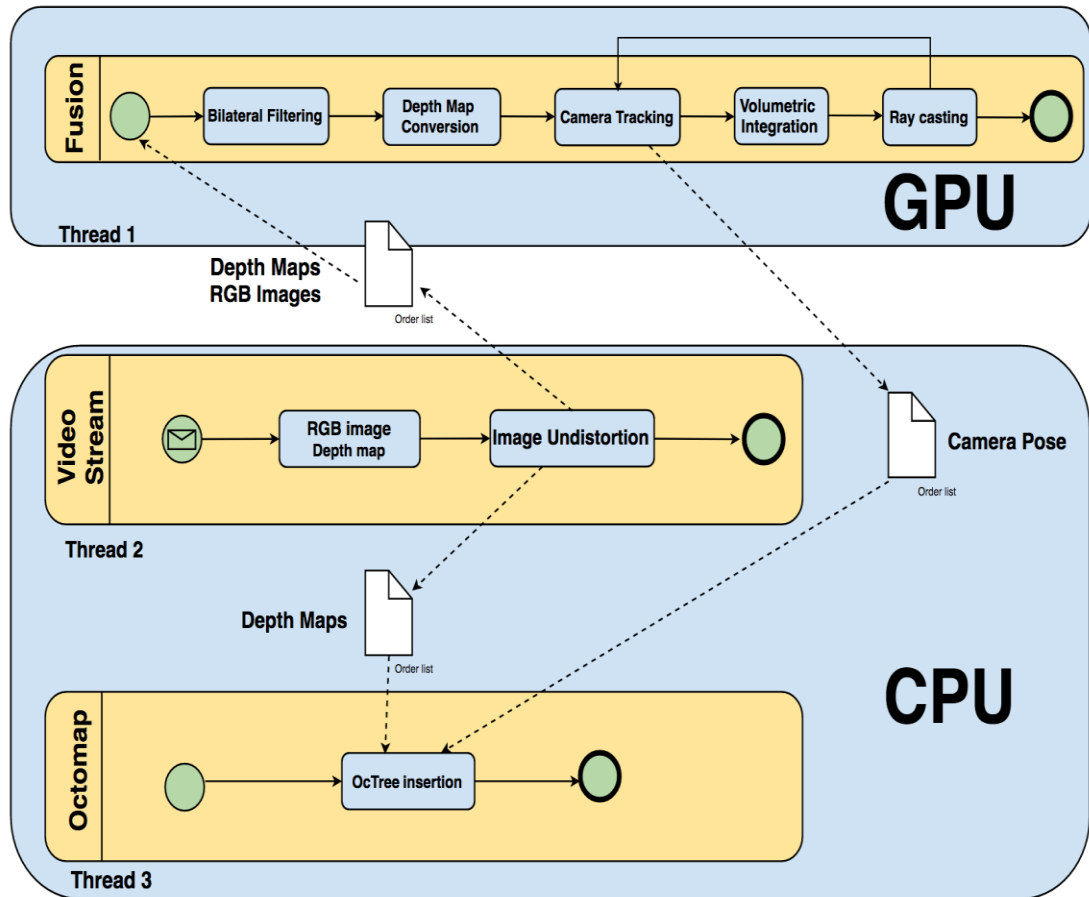 Fusion
Bilateral Filtering
Depth Map
Conversion
Camera Tracking
Volumetric
Integration
Ray casting
GPU
Thread 1
Depth Maps
RGB Images
Order list
Video
Stream
RGB image
Depth map
Image Undistortion
Camera Pose
Order list
Thread 2
Depth Maps
Order list
CPU
Octomap
OcTree insertion
Thread 3